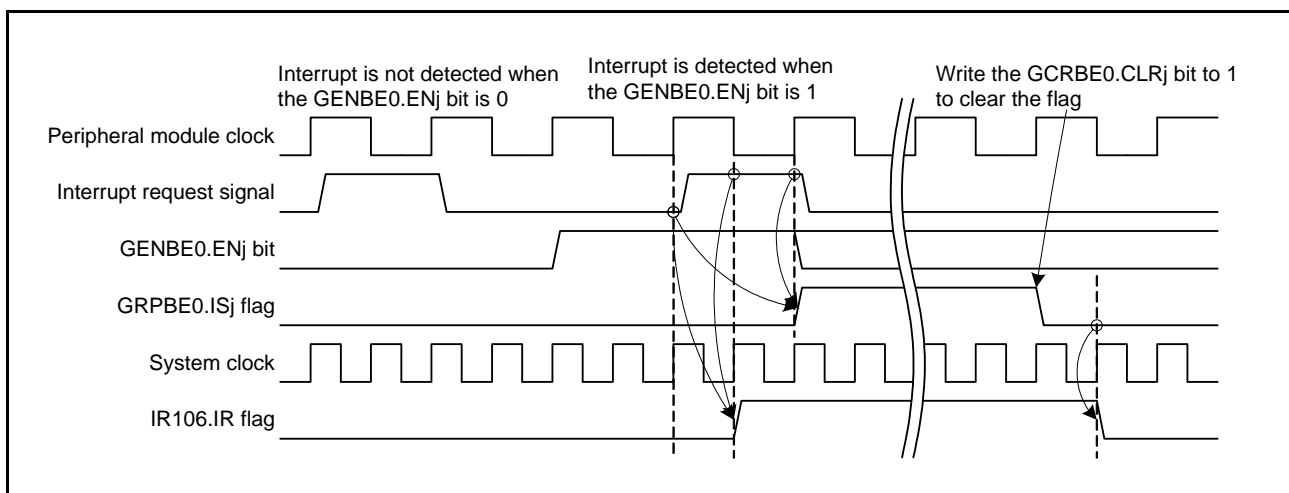 Interrupt is not detected when
the GENBE0.ENj bit is 0
Interrupt is detected when
the GENBE0.ENj bit is 1
Write the GCRBE0.CLRj bit to 1
to clear the flag
Peripheral module clock
Interrupt request signal
GENBE0.ENj bit
GRPBE0.ISj flag
System clock
IR106.IR flag